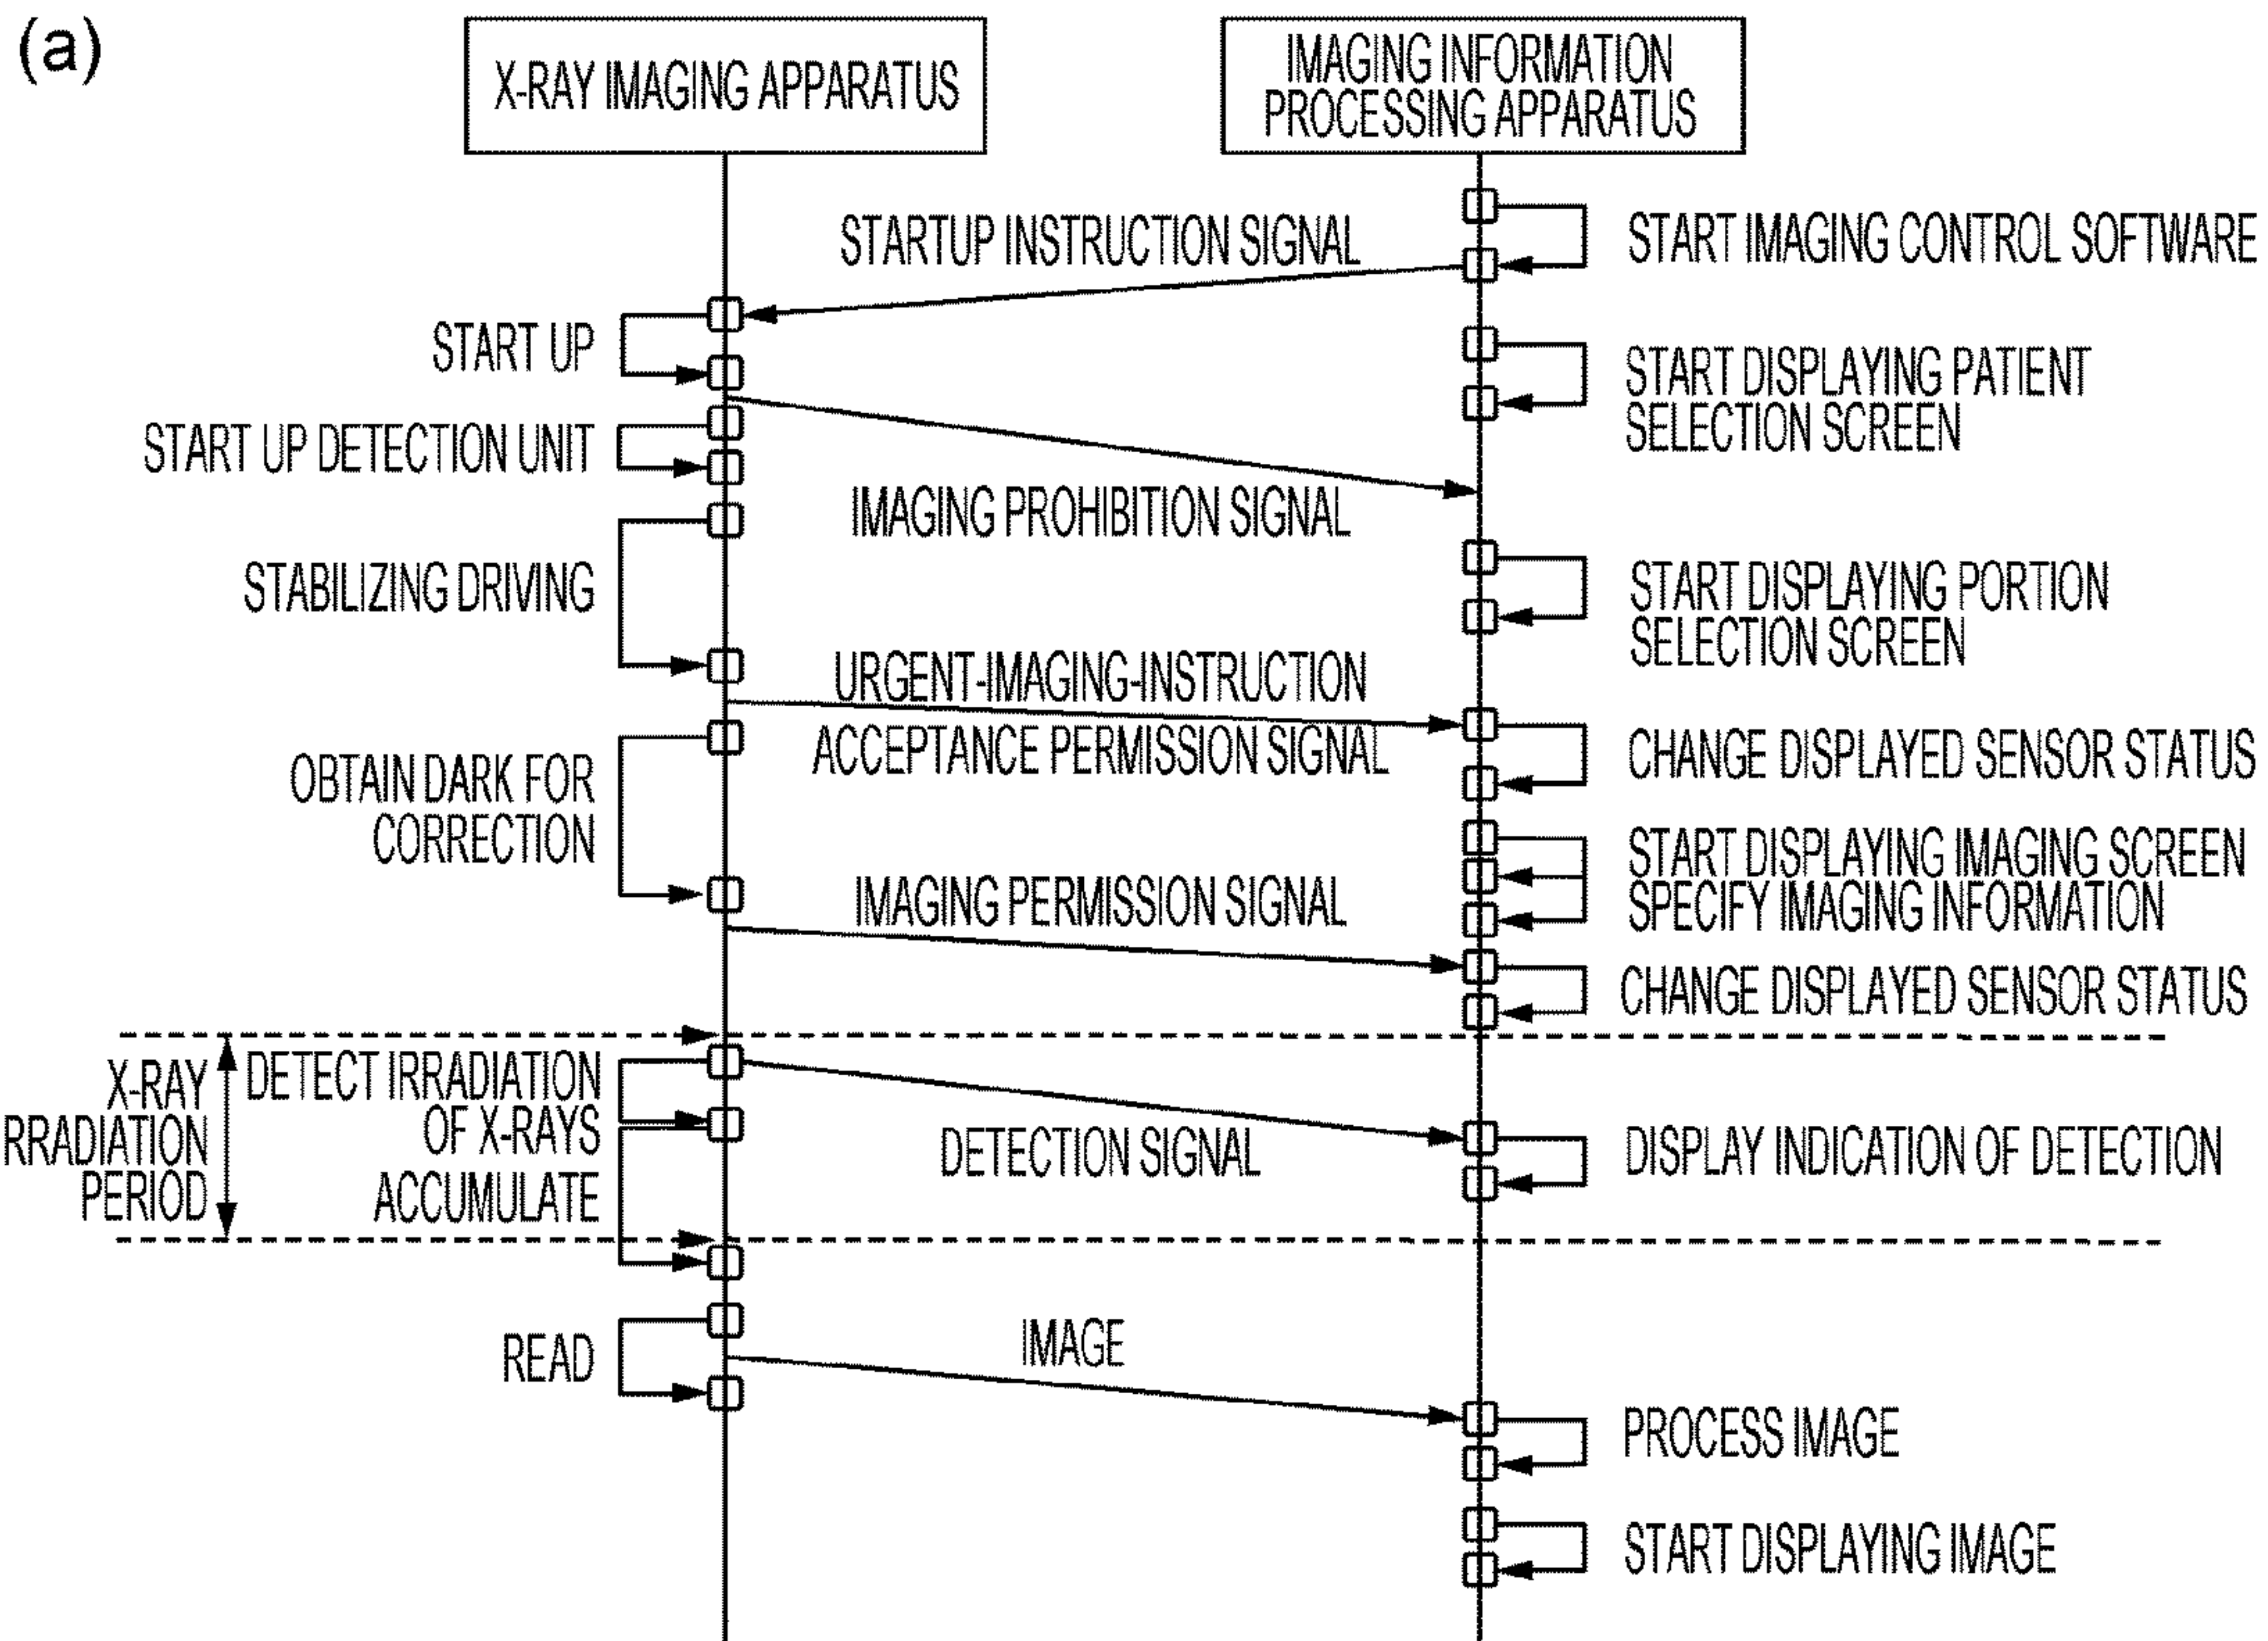 (a)
X-RAY IMAGING APPARATUS
IMAGING INFORMATION
PROCESSING APPARATUS
STARTUP INSTRUCTION SIGNAL
START IMAGING CONTROL SOFTWARE
START UP
START DISPLAYING PATIENT
SELECTION SCREEN
START UP DETECTION UNIT
IMAGING PROHIBITION SIGNAL
STABILIZING DRIVING
START DISPLAYING PORTION
SELECTION SCREEN
URGENT-IMAGING-INSTRUCTION
ACCEPTANCE PERMISSION SIGNAL
CHANGE DISPLAYED SENSOR STATUS
OBTAIN DARK FOR
CORRECTION
START DISPLAYING IMAGING SCREEN
SPECIFY IMAGING INFORMATION
IMAGING PERMISSION SIGNAL
CHANGE DISPLAYED SENSOR STATUS
X-RAY
RRADIATION
PERIOD
DETECT IRRADIATION
OF X-RAYS
ACCUMULATE
DETECTION SIGNAL
DISPLAY INDICATION OF DETECTION
READ
IMAGE
PROCESS IMAGE
START DISPLAYING IMAGE